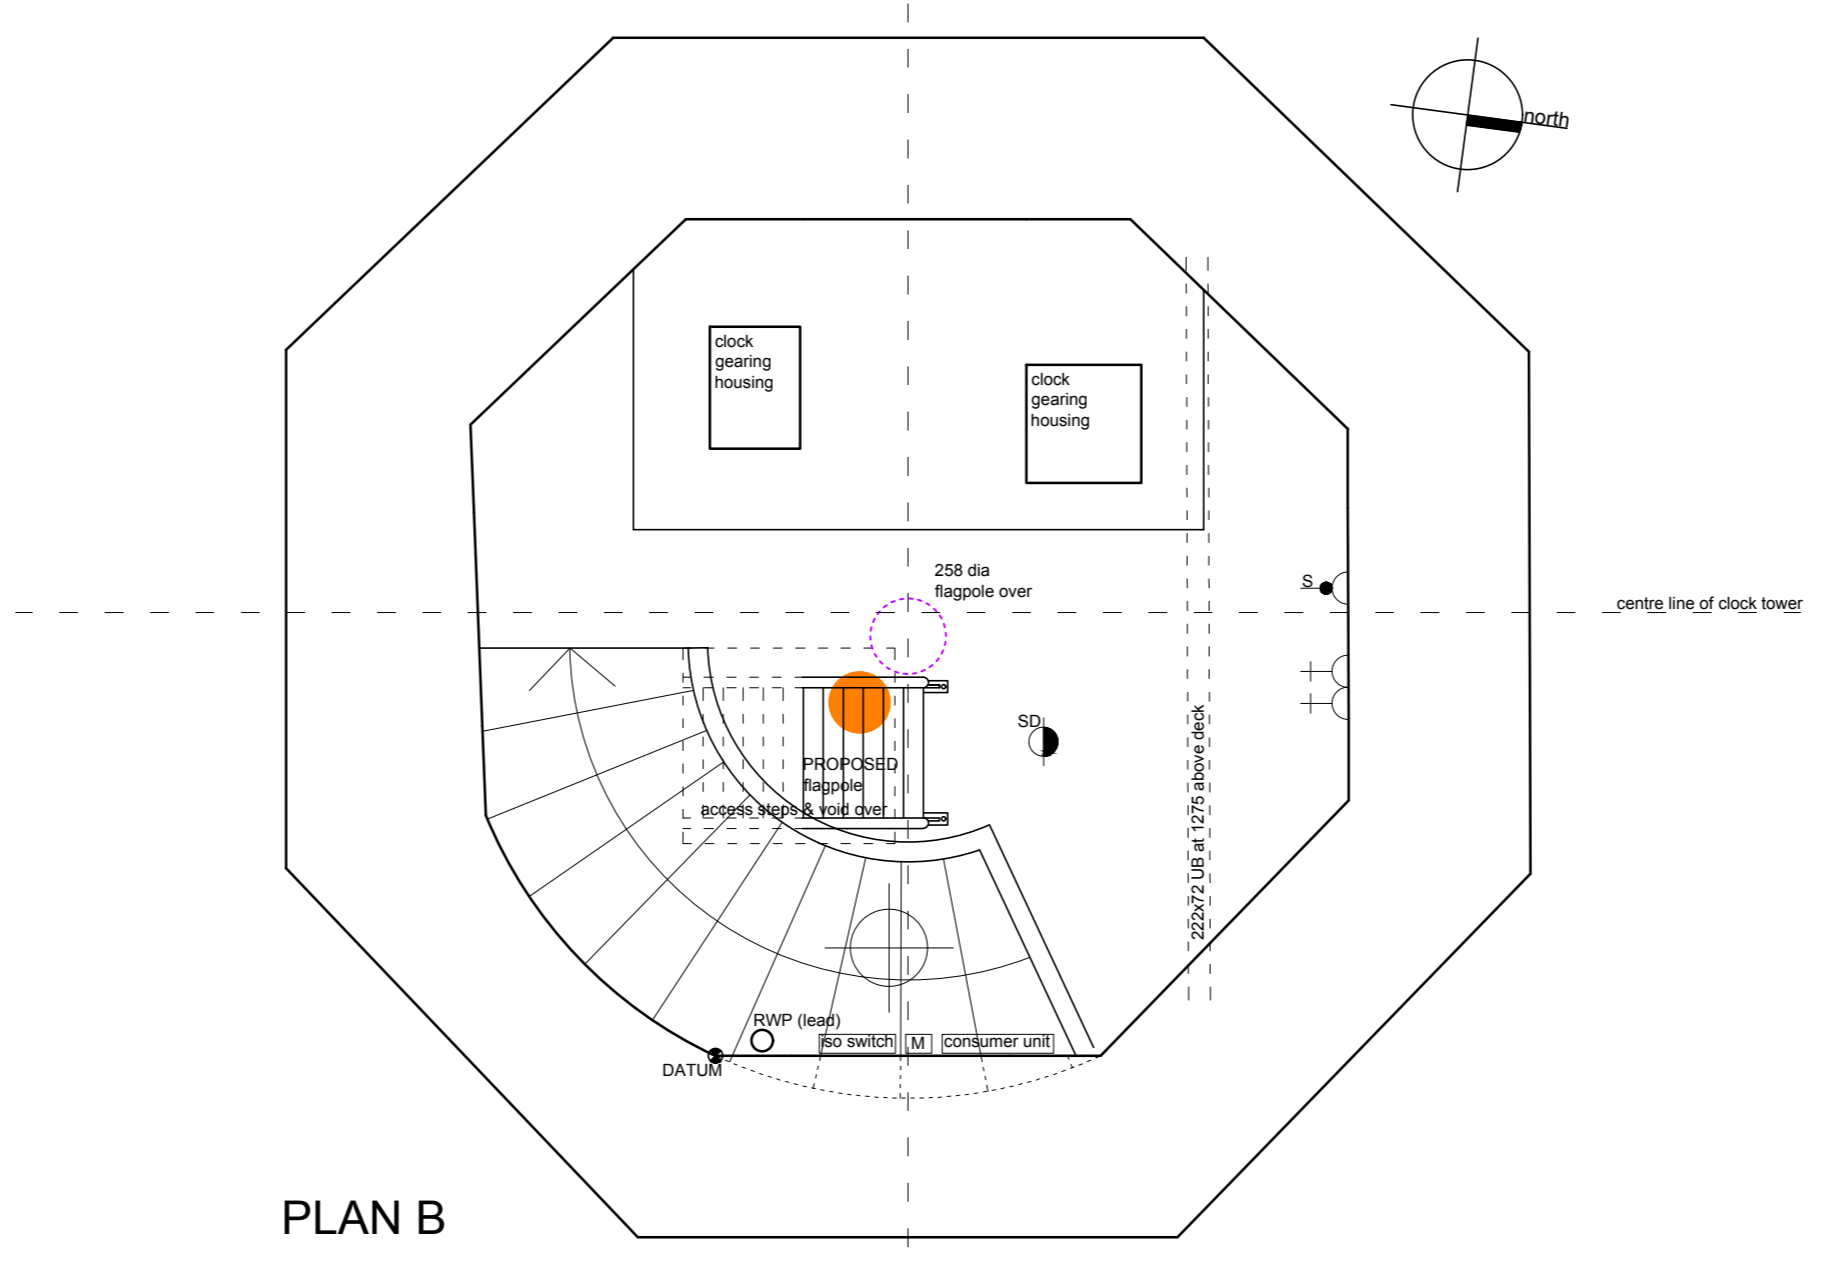 north
clock
gearing
housing
clock
gearing
housing
258 dia
flagpole over
S
centre line of clock tower
SD
222x72 UB at 1275 above deck
PROPOSED
flagpole
access steps & void over
RWP (lead)
iso switch
M
consumer unit
DATUM
PLAN B